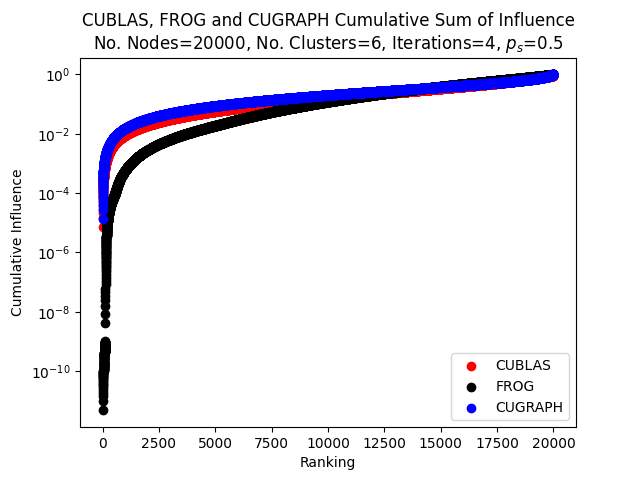 CUBLAS, FROG and CUGRAPH Cumulative Sum of Influence
No. Nodes=20000, No. Clusters=6, Iterations=4, $p_s$=0.5
Cumulative Influence
$10^0$
$10^{-2}$
$10^{-4}$
$10^{-6}$
$10^{-8}$
$10^{-10}$
CUBLAS
FROG
CUGRAPH
0 2500 5000 7500 10000 12500 15000 17500 20000
Ranking